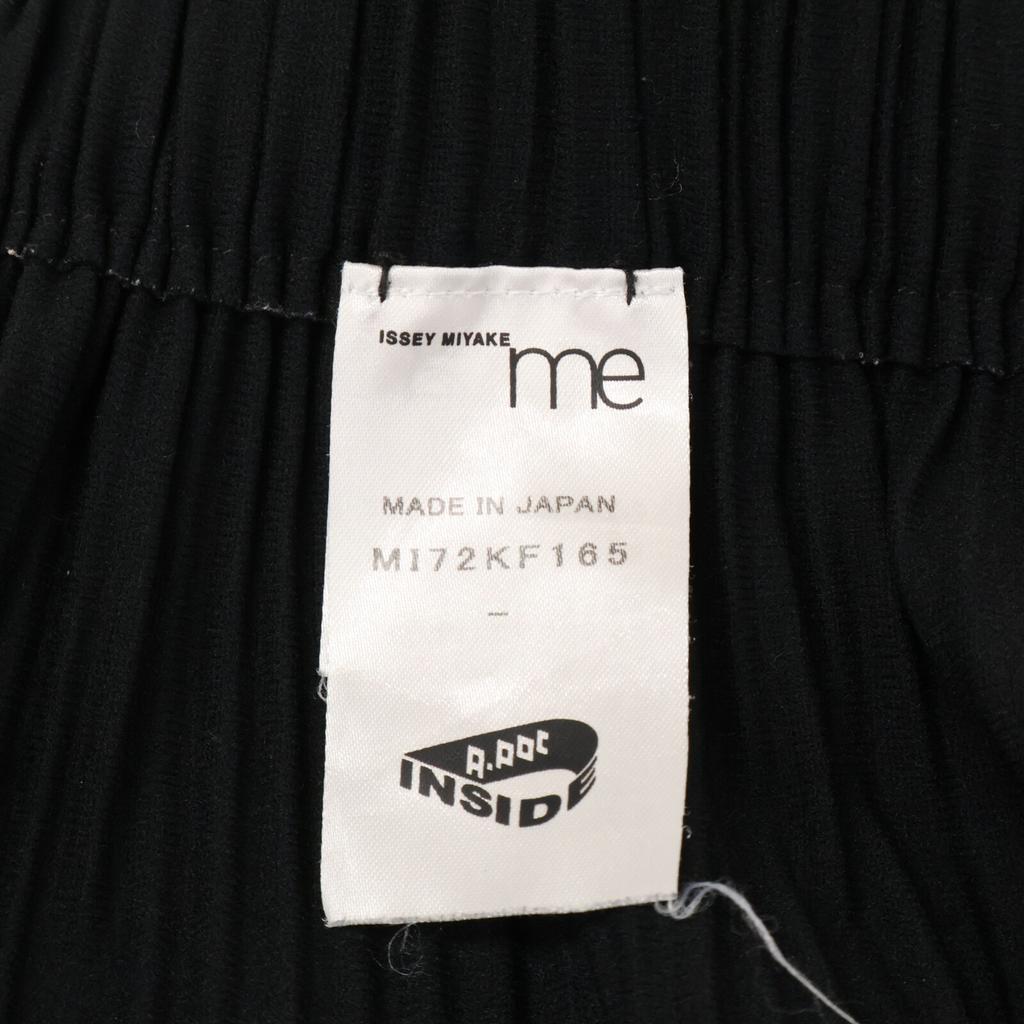 ISSEY MIYAKE
me
MADE IN JAPAN
MI72KF165
A.POC
INSIDE